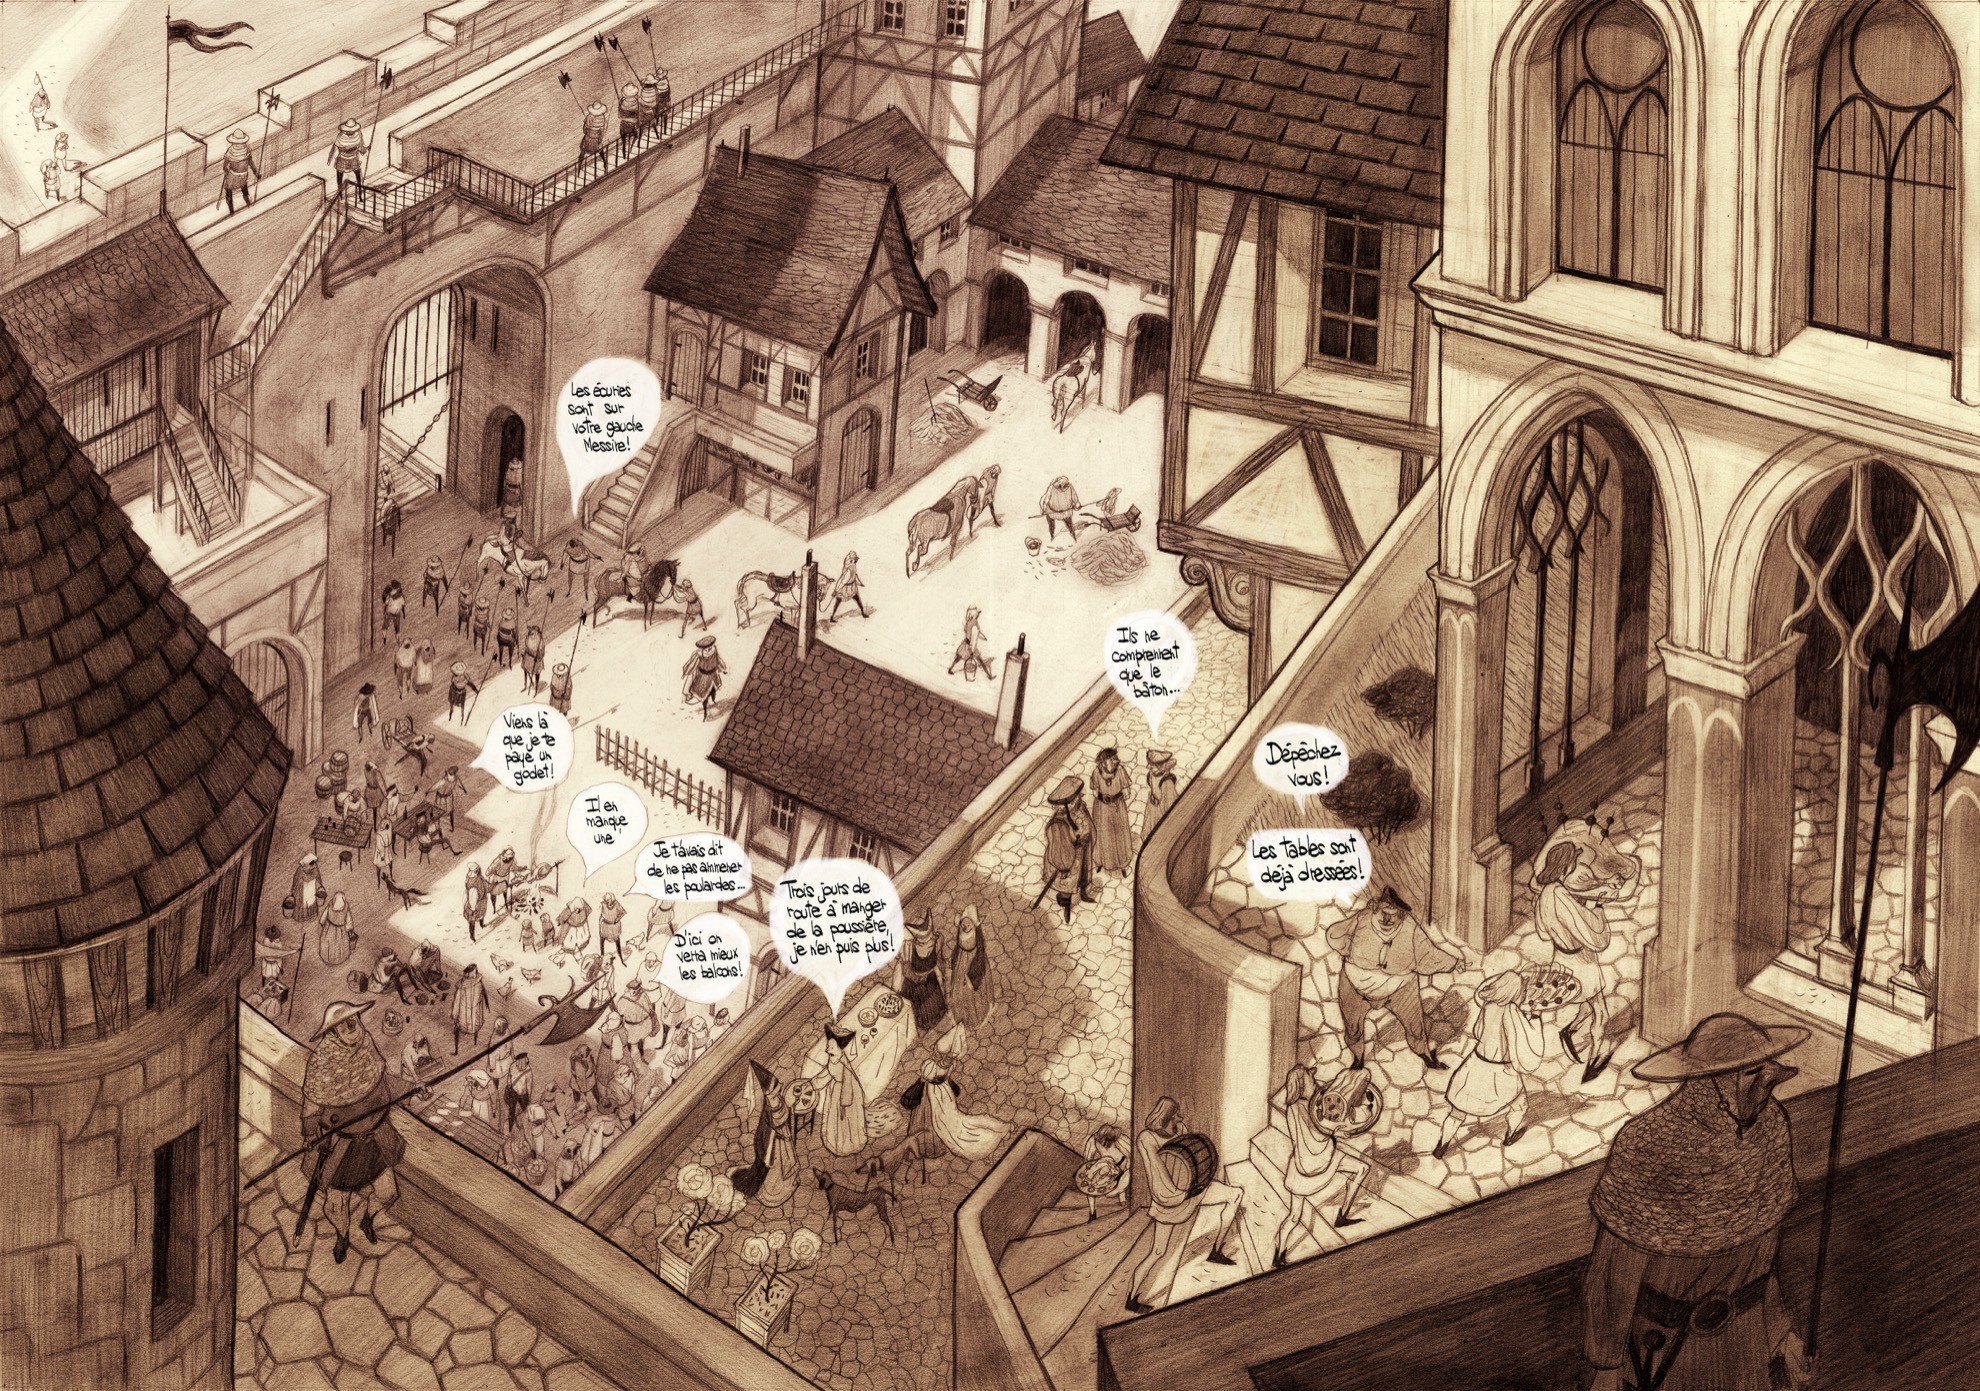 Les écuries
sont sur
votre gauche
Messire!
Ils ne
comprennent
que le
bâton...
Viens là
que je te
paye un
godet!
Dépêchez
vous!
Il en
manque
une
Je t'avais dit
de ne pas ammener
les poulardes...
Les tables sont
déjà dressées!
Trois jours de
route à manger
de la poussière,
je n'en puis plus!
D'ici on
verra mieux
les balcons!